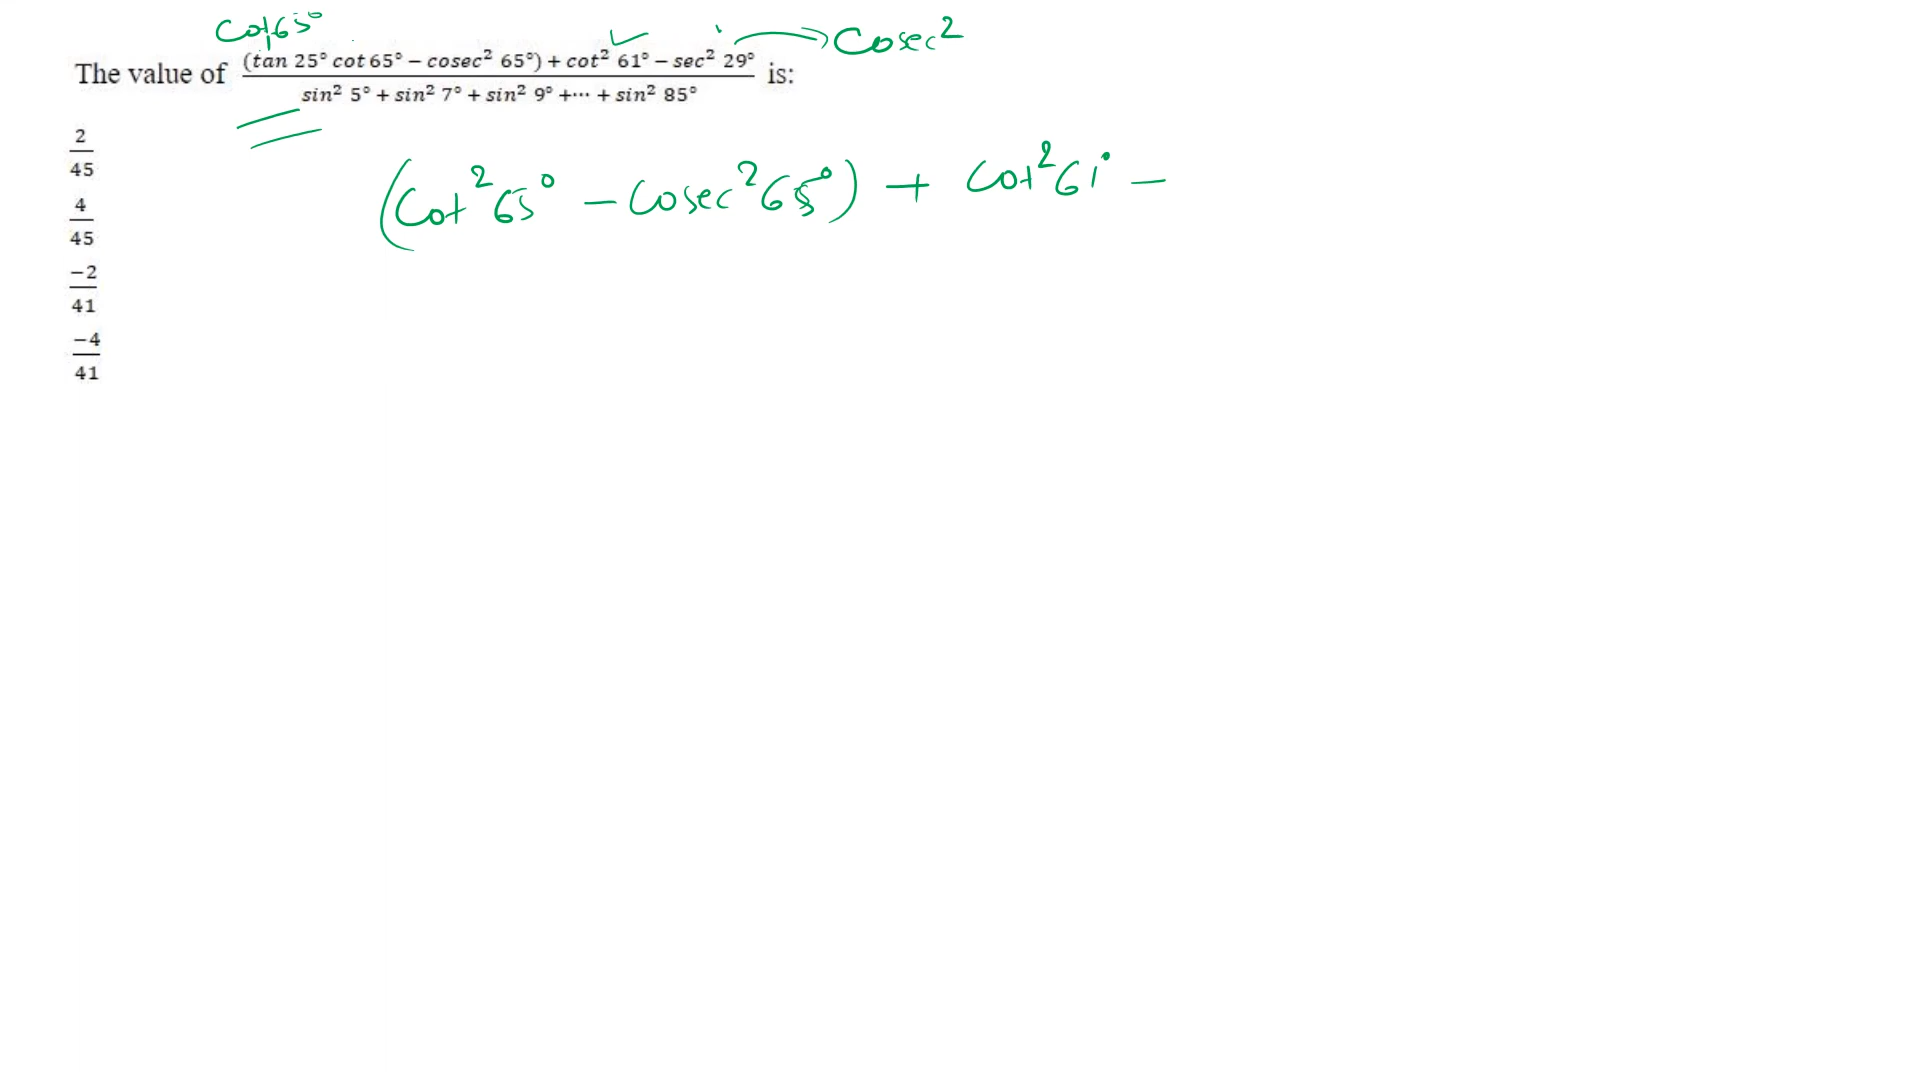 cot65°
The value of (tan 25° cot 65° − cosec² 65°) + cot² 61° − sec² 29° / sin² 5° + sin² 7° + sin² 9° +⋯ + sin² 85° is:
Cosec²
2/45
4/45
−2/41
−4/41
(Cot²65° − Cosec²65°) + Cot²61° −